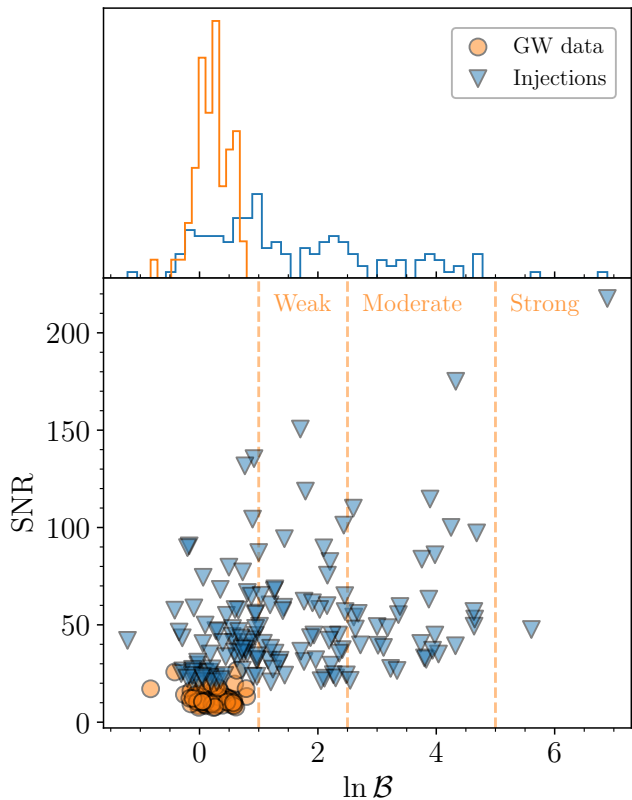 GW data
Injections
Weak
Moderate
Strong
200
150
100
50
0
SNR
0
2
4
6
ln ℬ